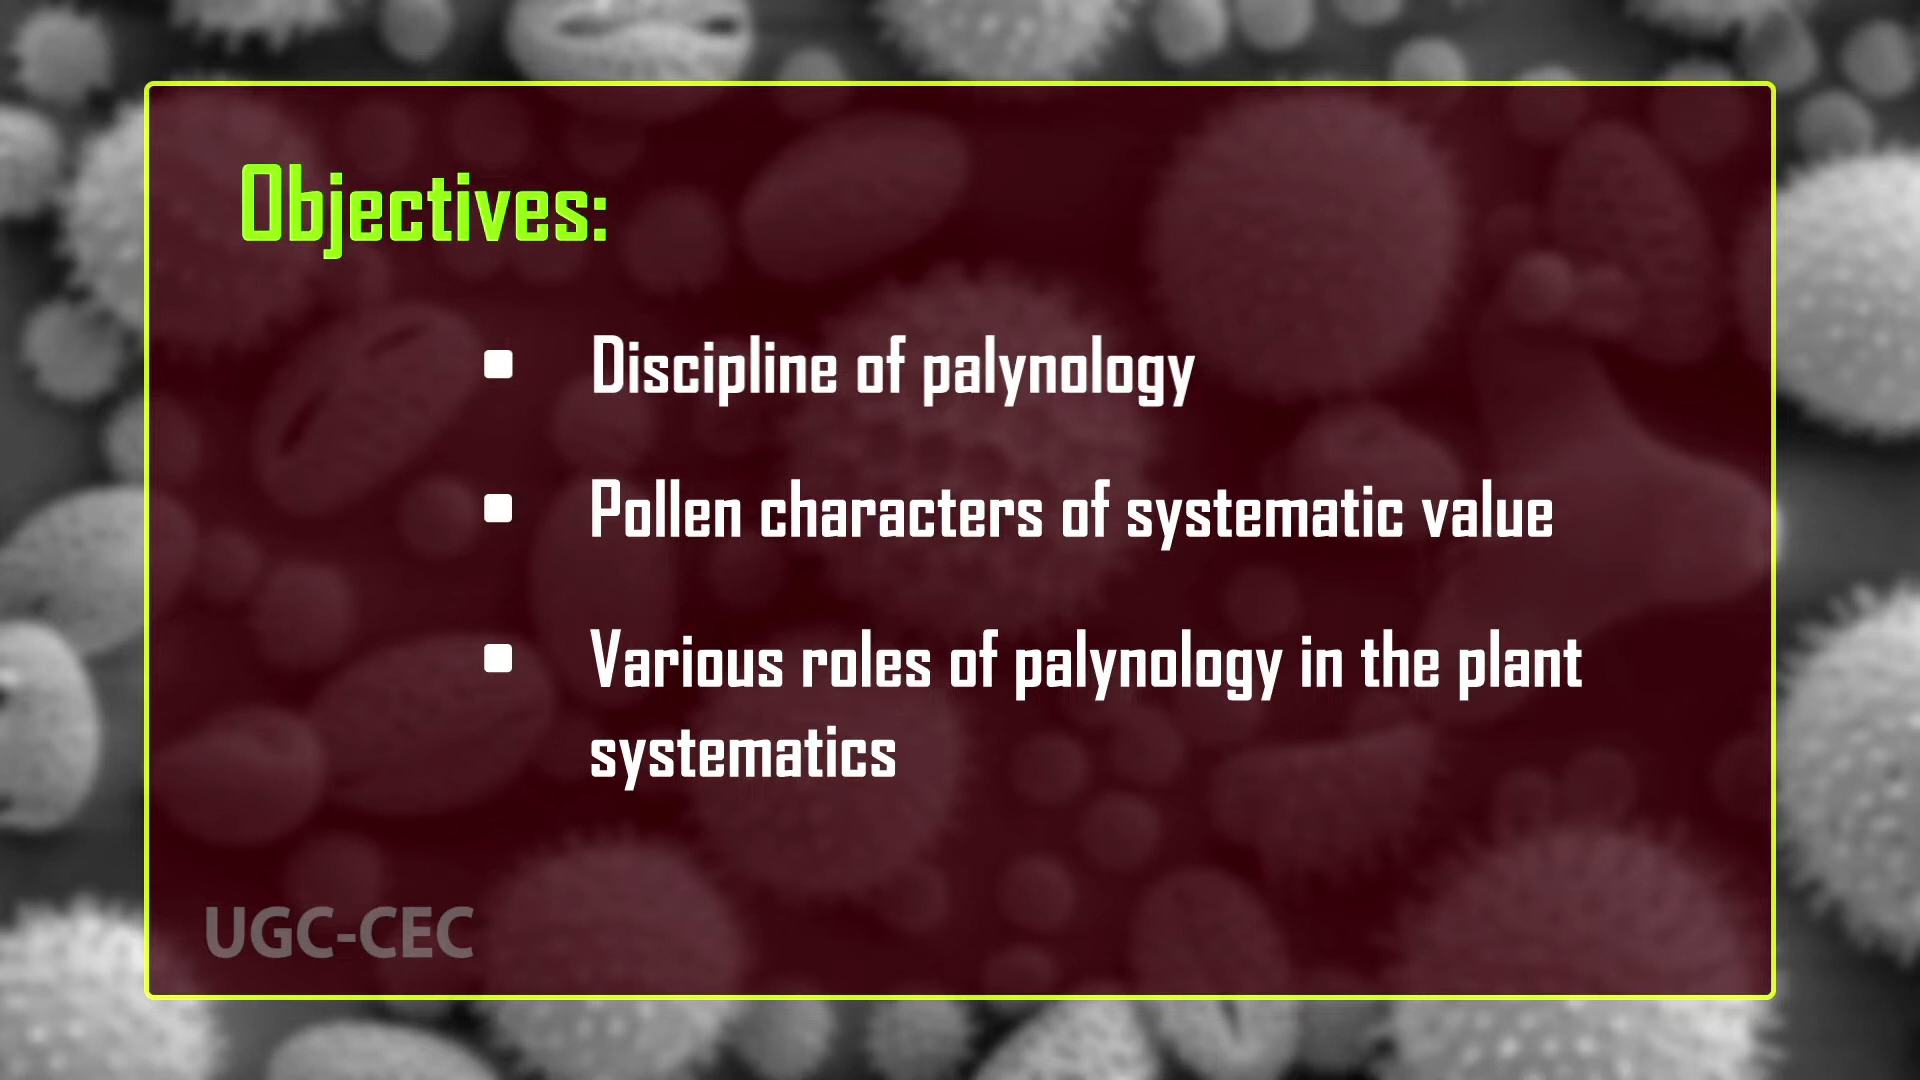 Objectives:
▪ Discipline of palynology
▪ Pollen characters of systematic value
▪ Various roles of palynology in the plant
systematics
UGC-CEC